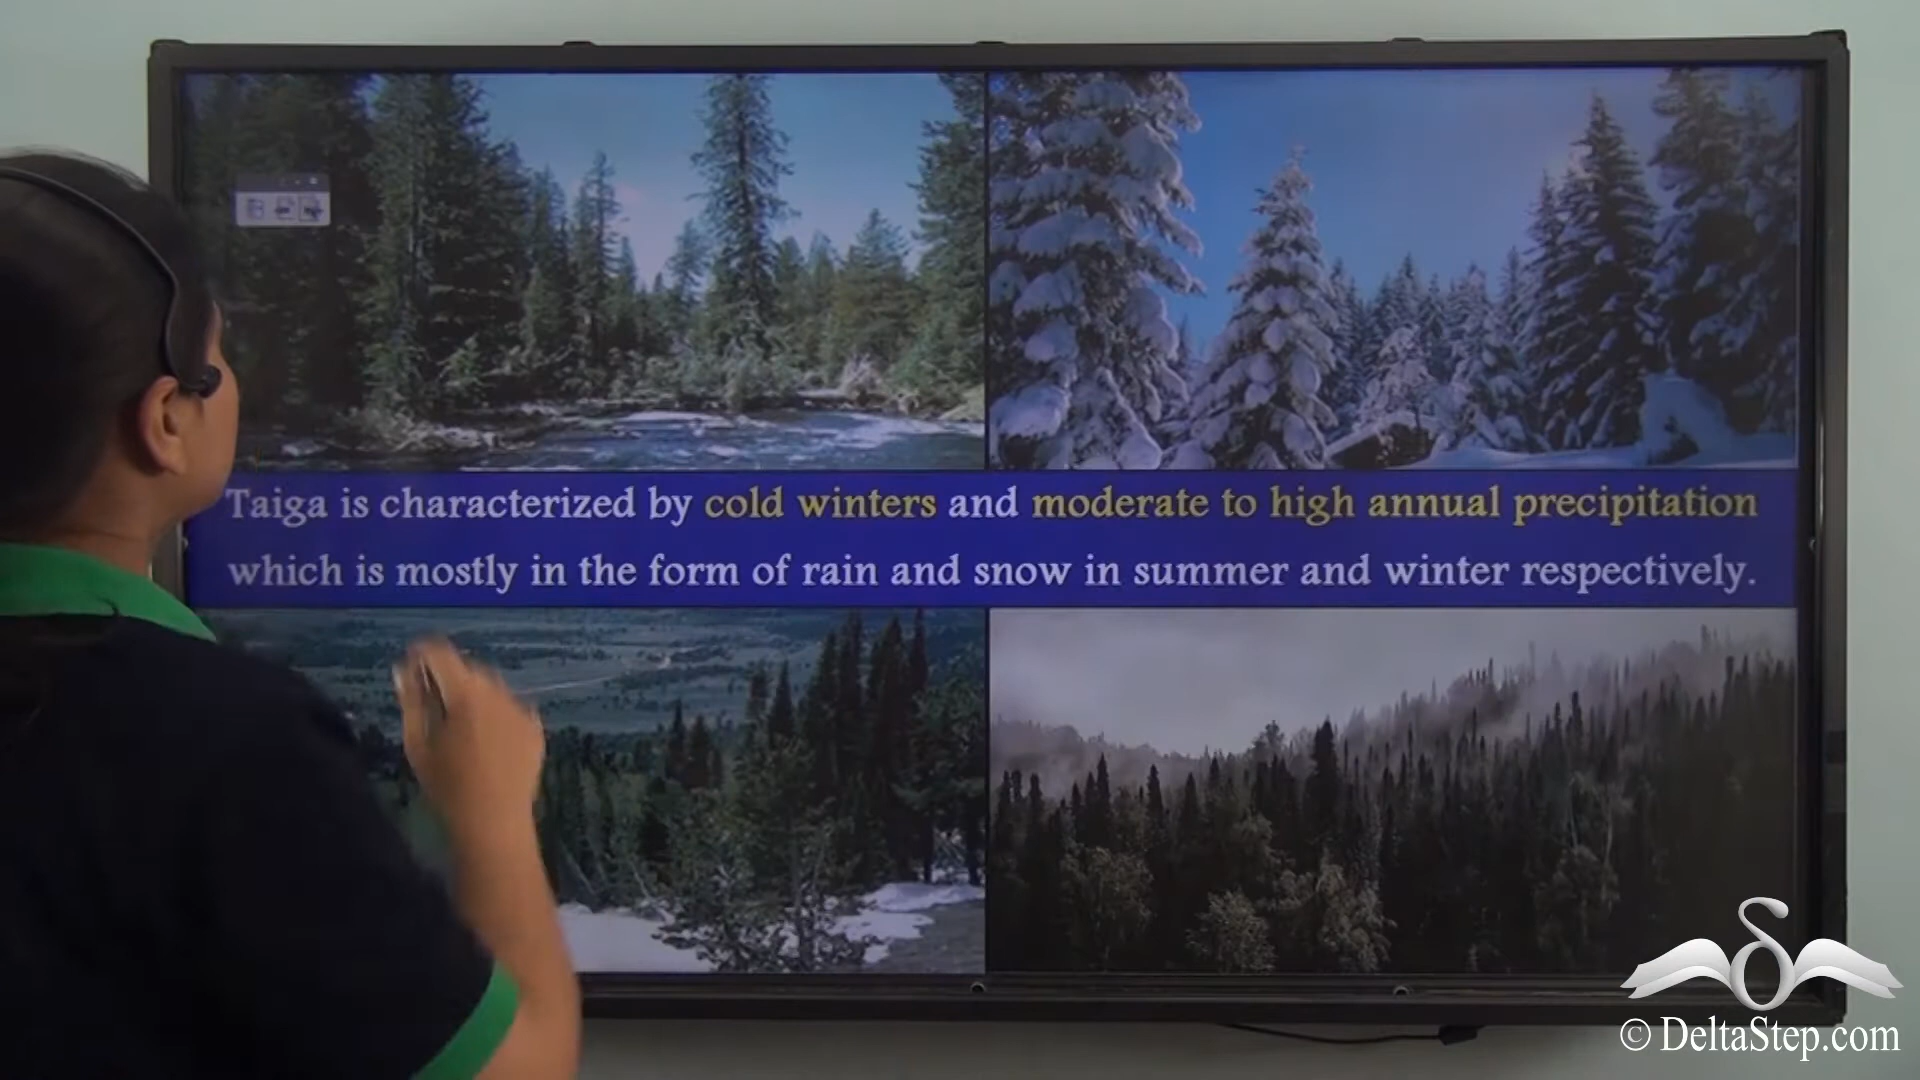 Taiga is characterized by cold winters and moderate to high annual precipitation
which is mostly in the form of rain and snow in summer and winter respectively.
© DeltaStep.com